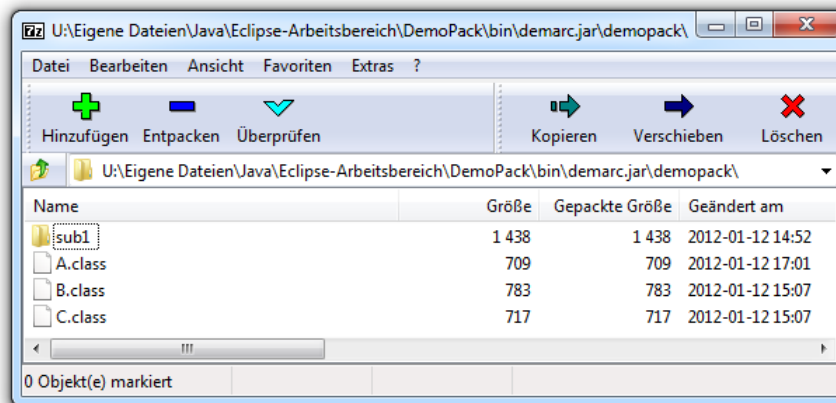 7z U:\Eigene Dateien\Java\Eclipse-Arbeitsbereich\DemoPack\bin\demarc.jar\demopack\
Datei Bearbeiten Ansicht Favoriten Extras ?
Hinzufügen Entpacken Überprüfen Kopieren Verschieben Löschen
U:\Eigene Dateien\Java\Eclipse-Arbeitsbereich\DemoPack\bin\demarc.jar\demopack\
Name Größe Gepackte Größe Geändert am
sub1 1 438 1 438 2012-01-12 14:52
A.class 709 709 2012-01-12 17:01
B.class 783 783 2012-01-12 15:07
C.class 717 717 2012-01-12 15:07
0 Objekt(e) markiert